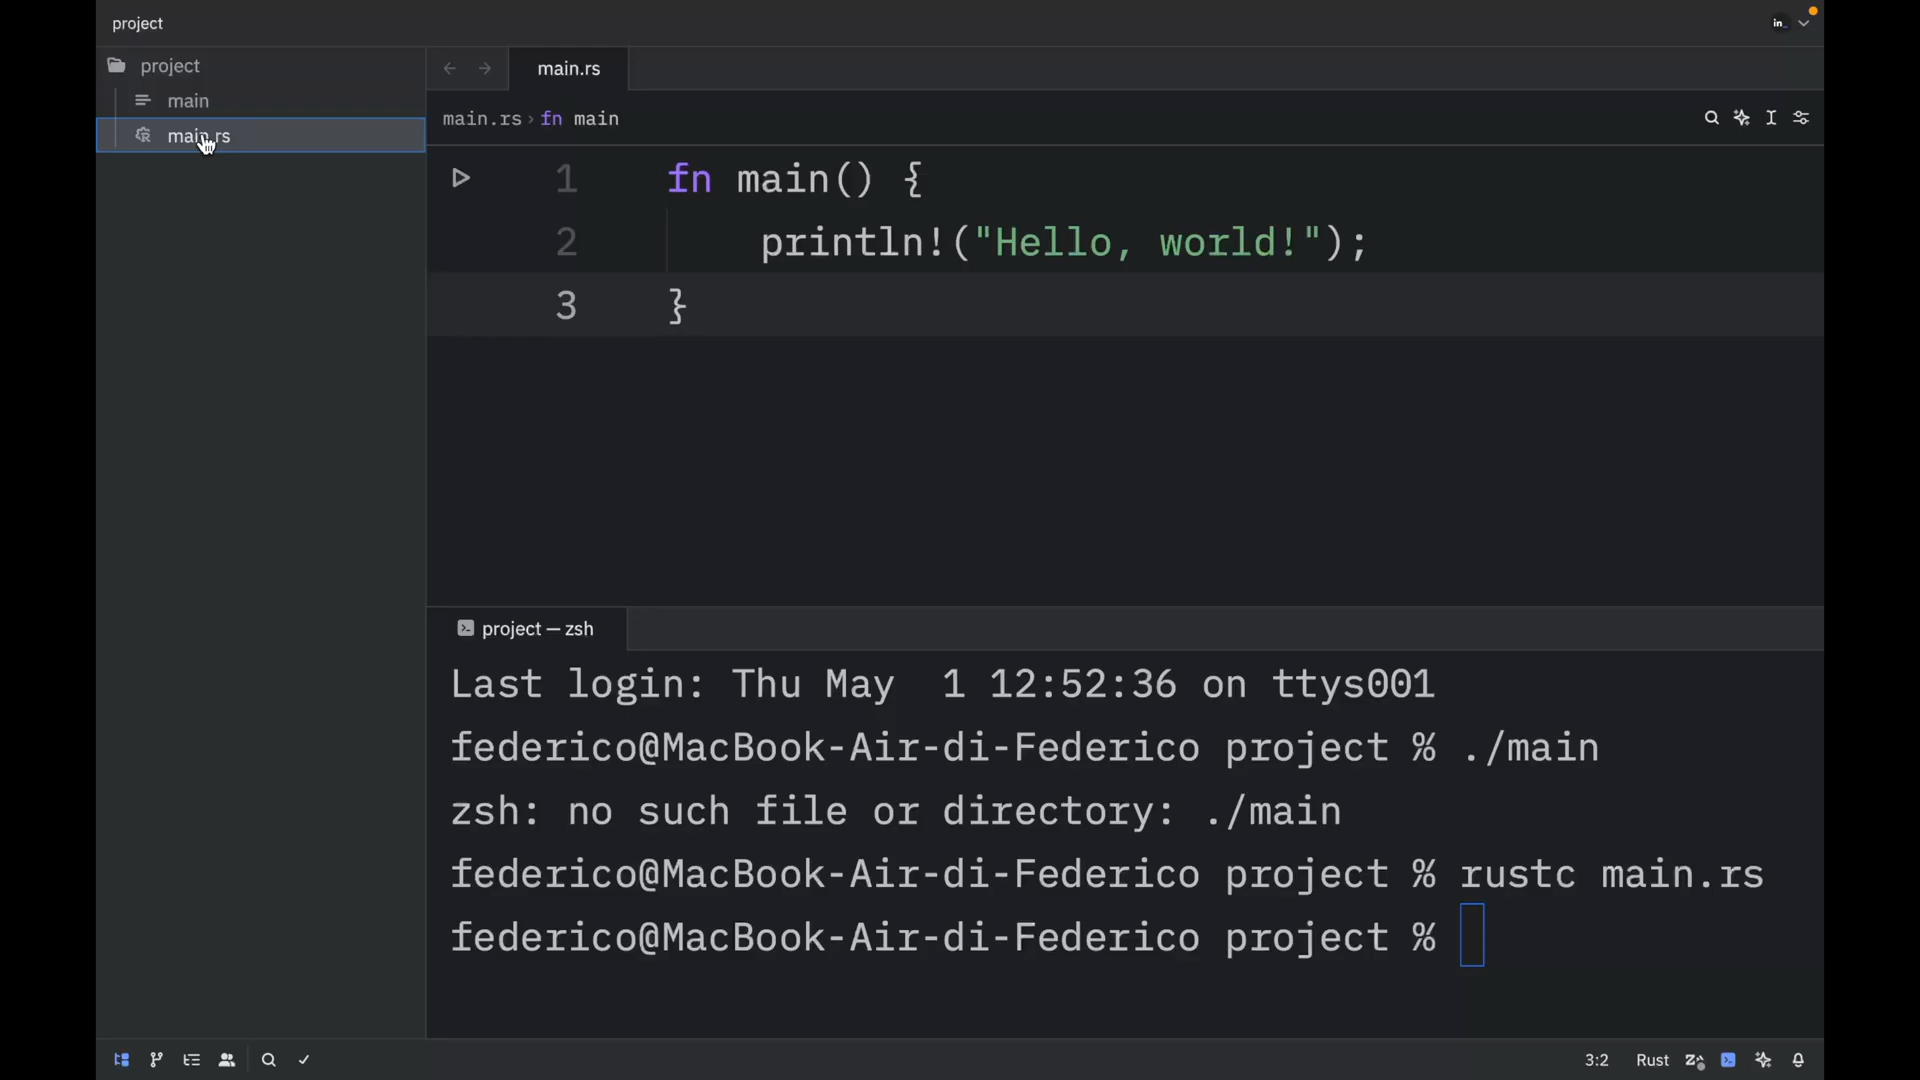 project
in_
project
main
main.rs
main.rs
main.rs › fn main
1 fn main() {
2 println!("Hello, world!");
3 }
project — zsh
Last login: Thu May  1 12:52:36 on ttys001
federico@MacBook-Air-di-Federico project % ./main
zsh: no such file or directory: ./main
federico@MacBook-Air-di-Federico project % rustc main.rs
federico@MacBook-Air-di-Federico project %
3:2 Rust